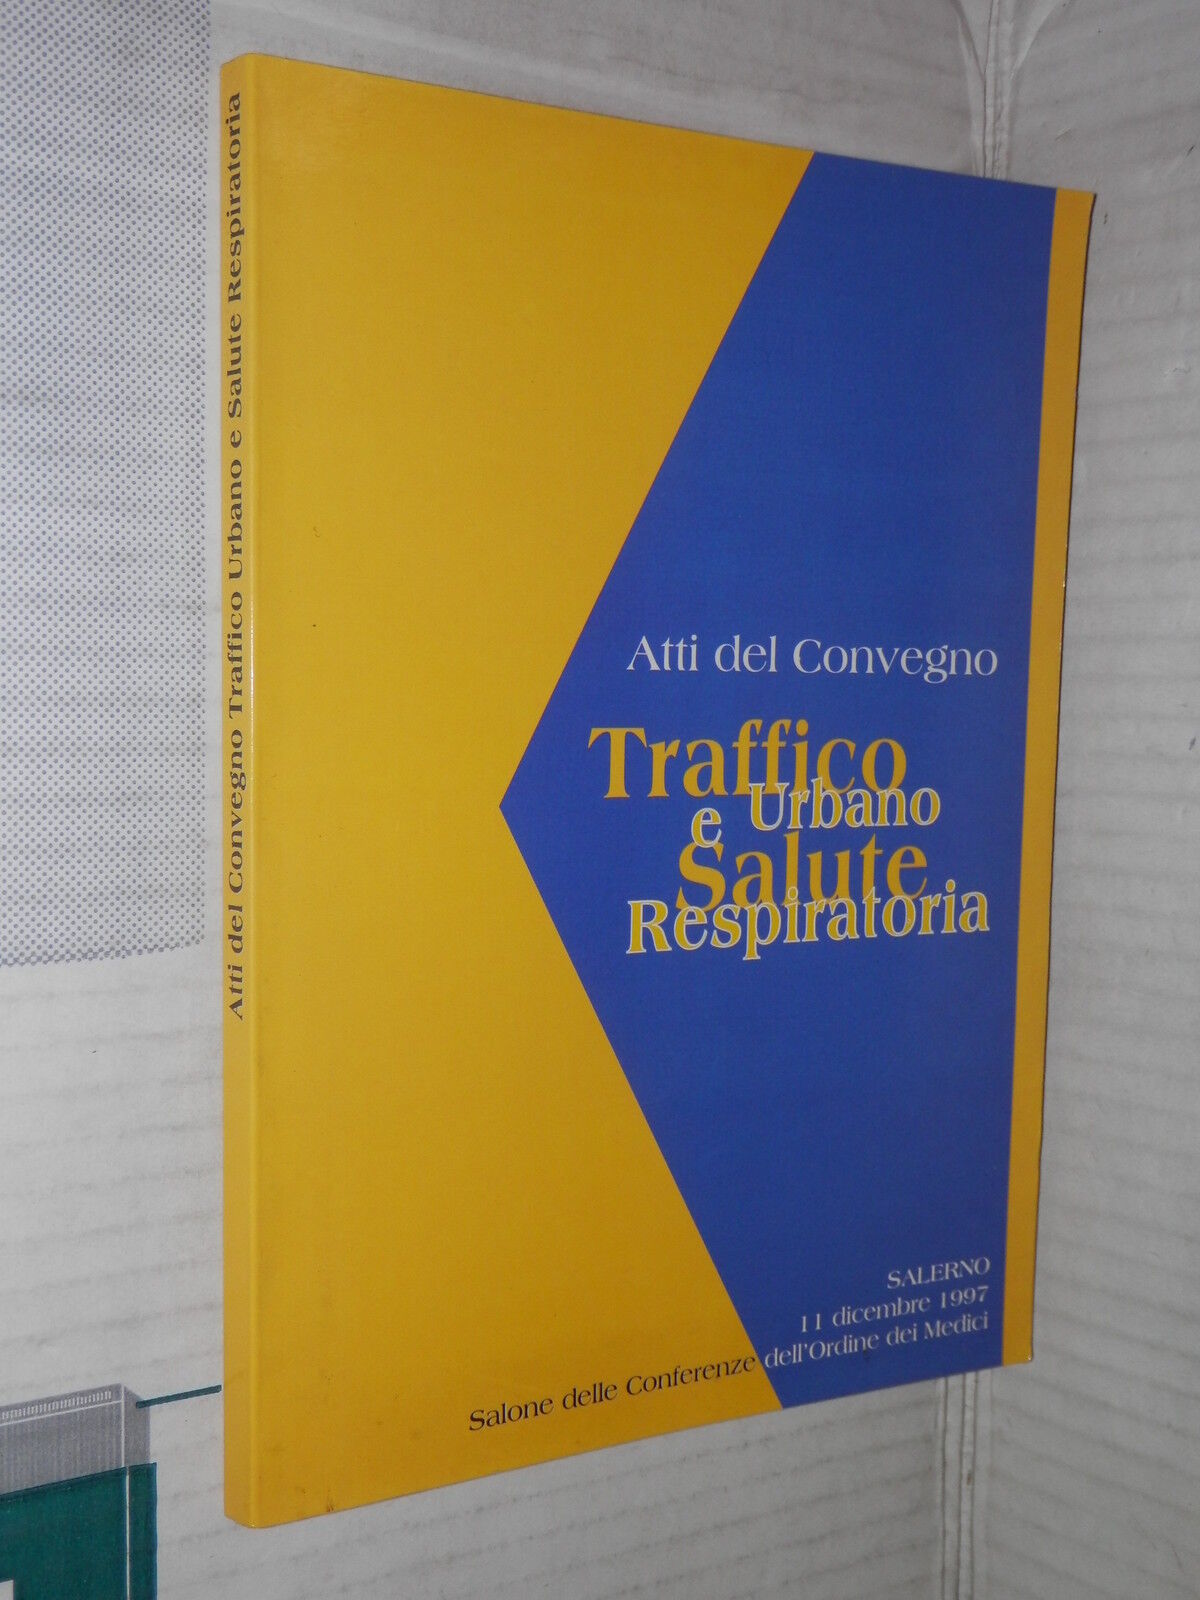 Atti del Convegno Traffico Urbano e Salute Respiratoria
Atti del Convegno
Traffico
e Urbano
Salute
Respiratoria
SALERNO
11 dicembre 1997
Salone delle Conferenze dell'Ordine dei Medici